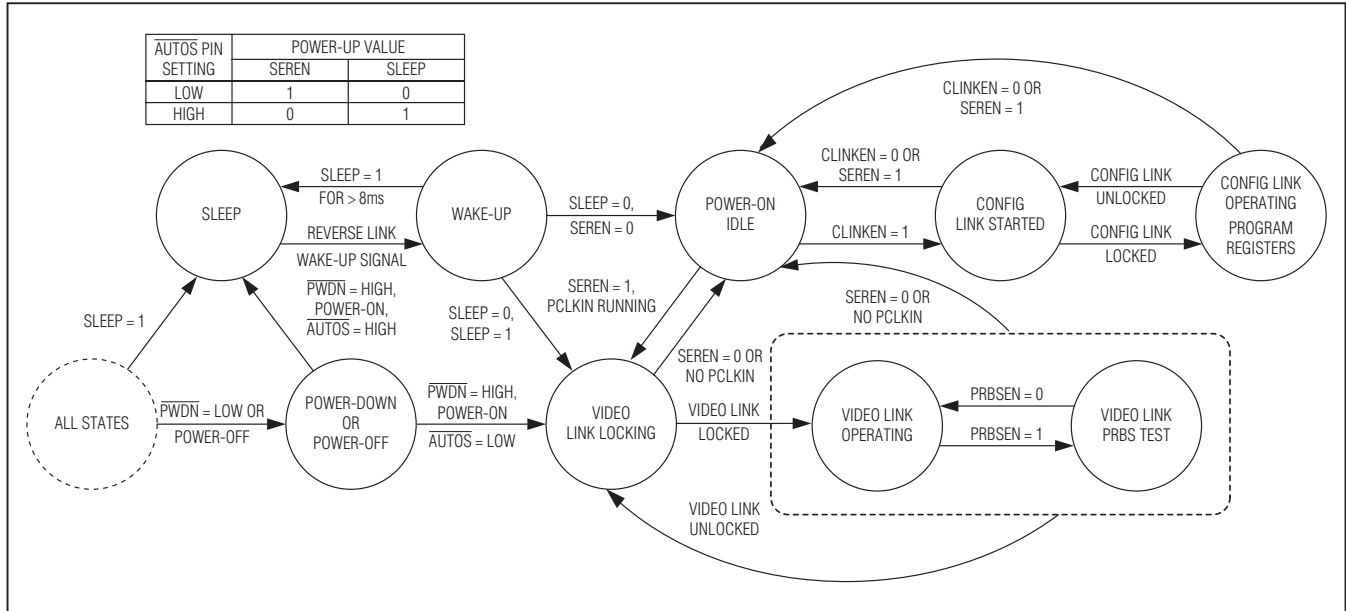 AUTOS PIN
SETTING
POWER-UP VALUE
SEREN
SLEEP
LOW
1
0
HIGH
0
1
CLINKEN = 0 OR
SEREN = 1
SLEEP
SLEEP = 1
FOR > 8ms
REVERSE LINK
WAKE-UP SIGNAL
WAKE-UP
SLEEP = 0,
SEREN = 0
POWER-ON
IDLE
CLINKEN = 0 OR
SEREN = 1
CLINKEN = 1
CONFIG
LINK STARTED
CONFIG LINK
UNLOCKED
CONFIG LINK
LOCKED
CONFIG LINK
OPERATING
PROGRAM
REGISTERS
SLEEP = 1
PWDN = HIGH,
POWER-ON,
AUTOS = HIGH
SLEEP = 0,
SLEEP = 1
SEREN = 1,
PCLKIN RUNNING
SEREN = 0 OR
NO PCLKIN
SEREN = 0 OR
NO PCLKIN
ALL STATES
PWDN = LOW OR
POWER-OFF
POWER-DOWN
OR
POWER-OFF
PWDN = HIGH,
POWER-ON
AUTOS = LOW
VIDEO
LINK LOCKING
VIDEO LINK
LOCKED
VIDEO LINK
OPERATING
PRBSEN = 0
PRBSEN = 1
VIDEO LINK
PRBS TEST
VIDEO LINK
UNLOCKED